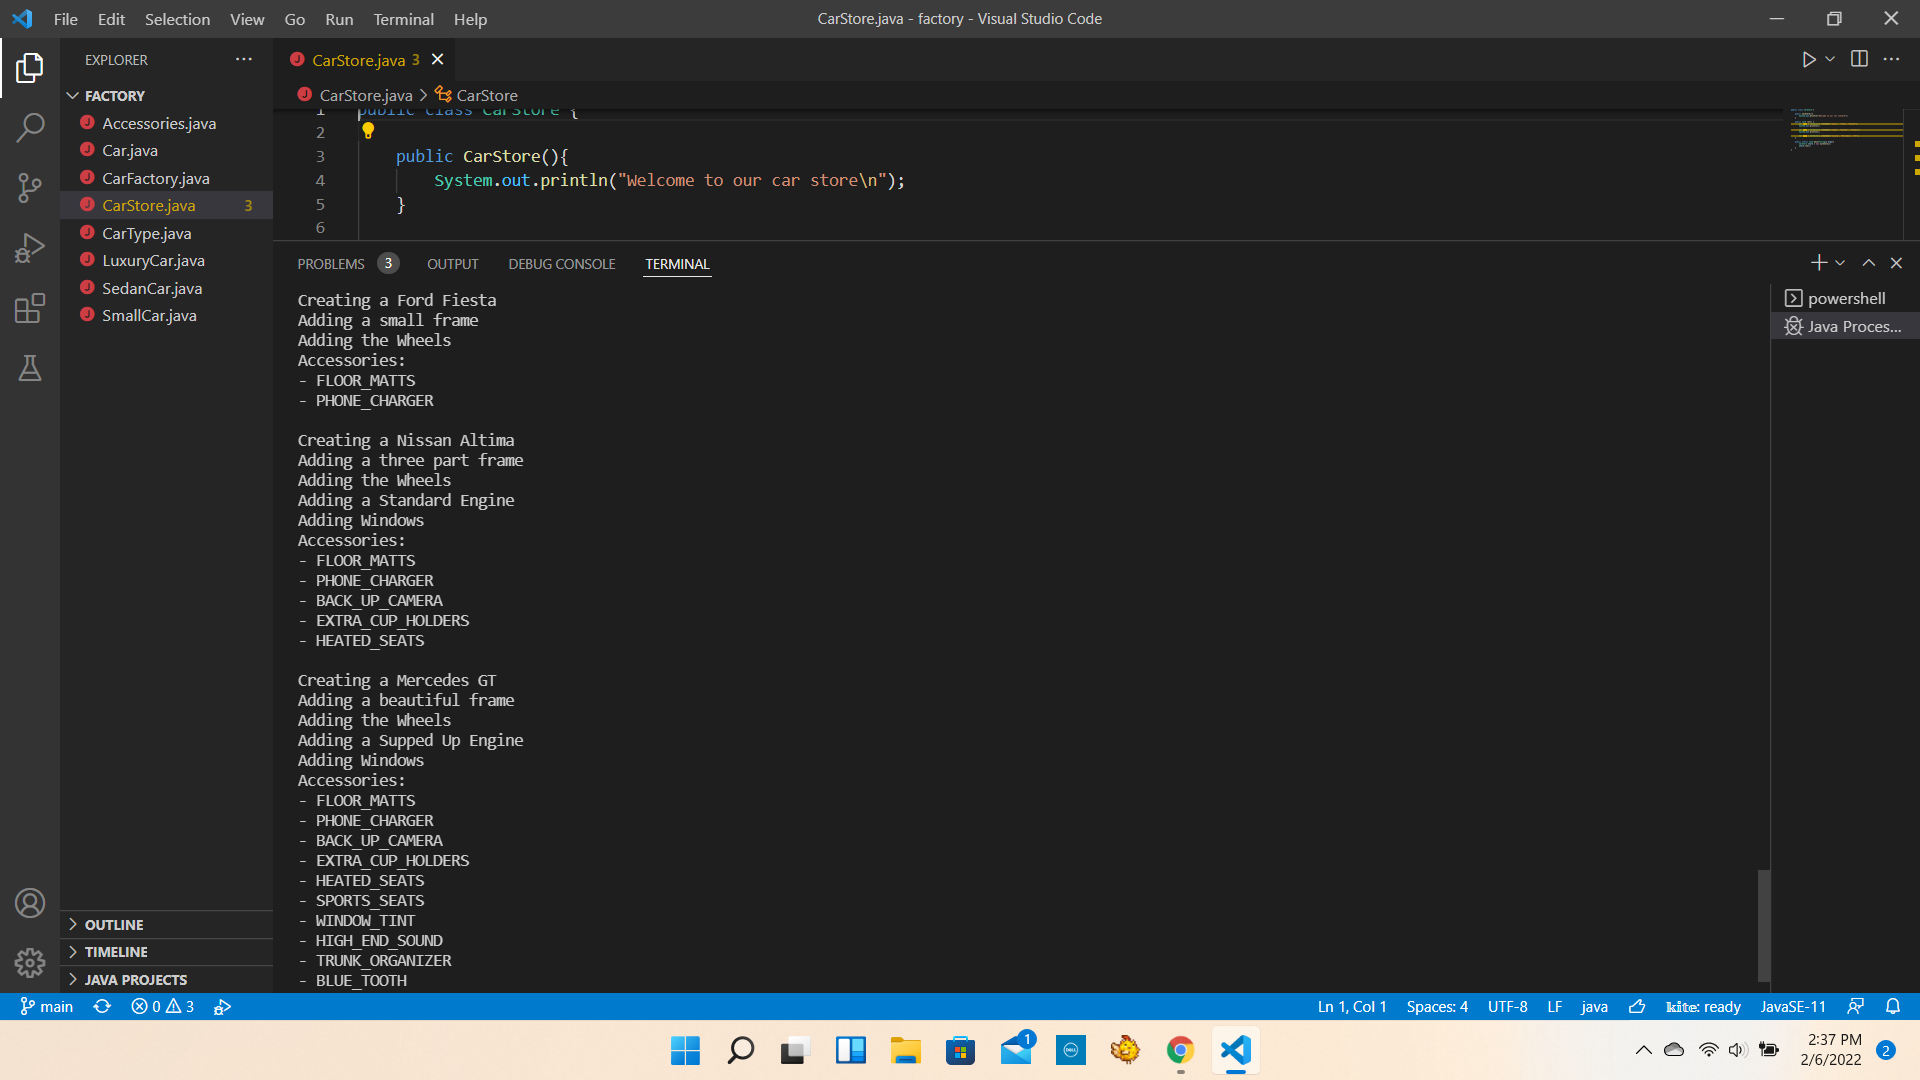 File Edit Selection View Go Run Terminal Help
CarStore.java - factory - Visual Studio Code
EXPLORER
FACTORY
Accessories.java
Car.java
CarFactory.java
CarStore.java 3
CarType.java
LuxuryCar.java
SedanCar.java
SmallCar.java
OUTLINE
TIMELINE
JAVA PROJECTS
CarStore.java 3
CarStore.java > CarStore
1 public class CarStore {
2
3 public CarStore(){
4 System.out.println("Welcome to our car store\n");
5 }
6
PROBLEMS 3 OUTPUT DEBUG CONSOLE TERMINAL
Creating a Ford Fiesta
Adding a small frame
Adding the Wheels
Accessories:
- FLOOR_MATTS
- PHONE_CHARGER
Creating a Nissan Altima
Adding a three part frame
Adding the Wheels
Adding a Standard Engine
Adding Windows
Accessories:
- FLOOR_MATTS
- PHONE_CHARGER
- BACK_UP_CAMERA
- EXTRA_CUP_HOLDERS
- HEATED_SEATS
Creating a Mercedes GT
Adding a beautiful frame
Adding the Wheels
Adding a Supped Up Engine
Adding Windows
Accessories:
- FLOOR_MATTS
- PHONE_CHARGER
- BACK_UP_CAMERA
- EXTRA_CUP_HOLDERS
- HEATED_SEATS
- SPORTS_SEATS
- WINDOW_TINT
- HIGH_END_SOUND
- TRUNK_ORGANIZER
- BLUE_TOOTH
powershell
Java Proces...
main 0 3
Ln 1, Col 1 Spaces: 4 UTF-8 LF java kite: ready JavaSE-11
1
DELL
2:37 PM
2/6/2022
2